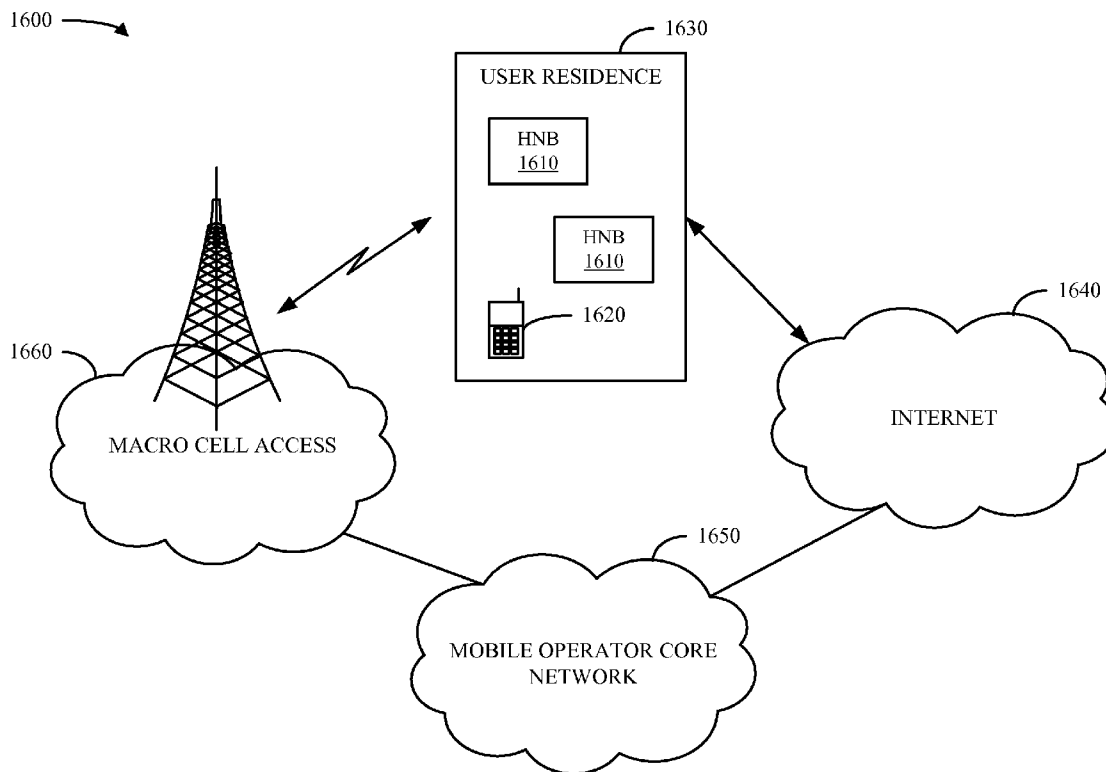 1600
1630
USER RESIDENCE
HNB
1610
HNB
1610
1620
1640
1660
MACRO CELL ACCESS
INTERNET
1650
MOBILE OPERATOR CORE
NETWORK